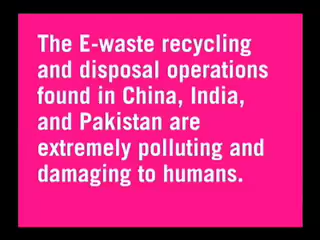 The E-waste recycling
and disposal operations
found in China, India,
and Pakistan are
extremely polluting and
damaging to humans.